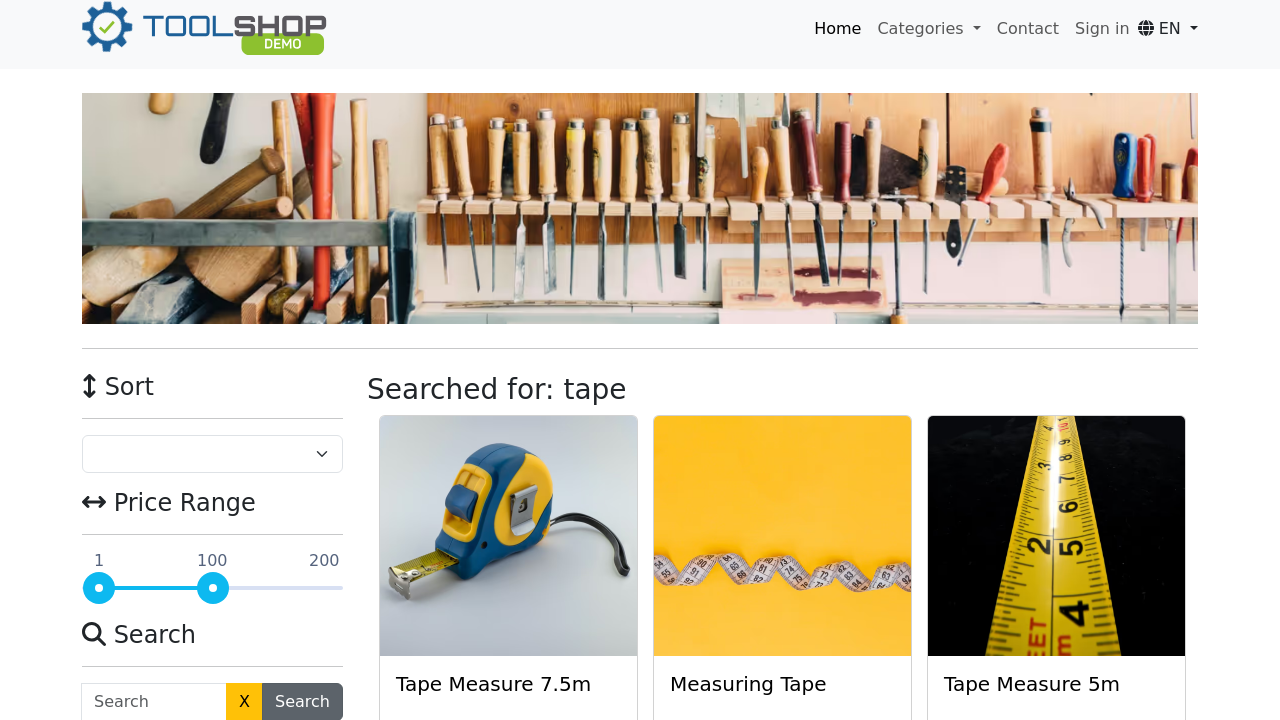 TOOLSHOP
DEMO
Home
Categories
Contact
Sign in
EN
Sort
Price Range
1
100
200
Search
Search
X
Search
Searched for: tape
Tape Measure 7.5m
Measuring Tape
Tape Measure 5m